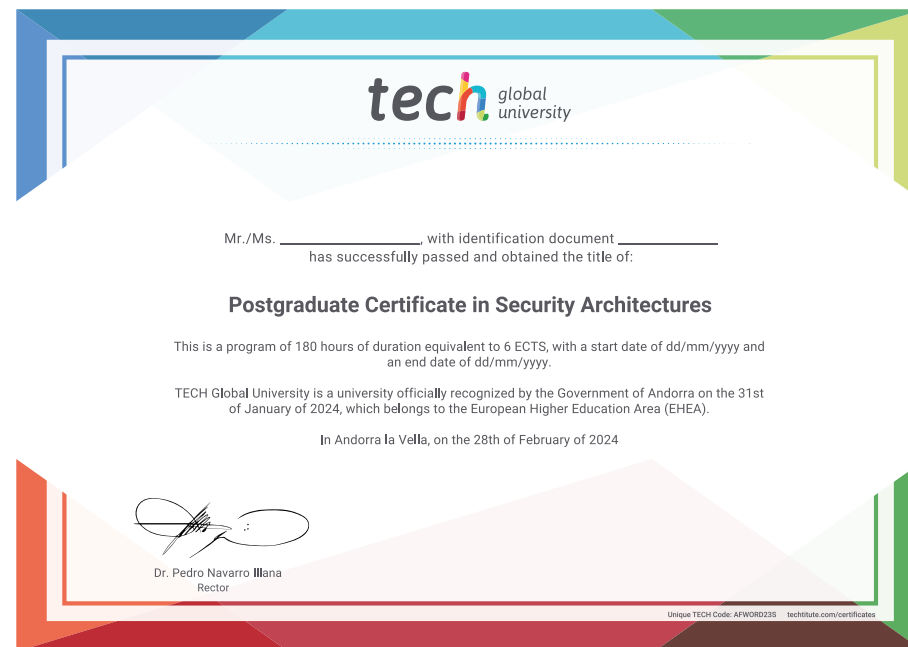 tech global
university
Mr./Ms. ____________________, with identification document ______________
has successfully passed and obtained the title of:
Postgraduate Certificate in Security Architectures
This is a program of 180 hours of duration equivalent to 6 ECTS, with a start date of dd/mm/yyyy and
an end date of dd/mm/yyyy.
TECH Global University is a university officially recognized by the Government of Andorra on the 31st
of January of 2024, which belongs to the European Higher Education Area (EHEA).
In Andorra la Vella, on the 28th of February of 2024
Dr. Pedro Navarro Illana
Rector
Unique TECH Code: AFWORD23S techtitute.com/certificates